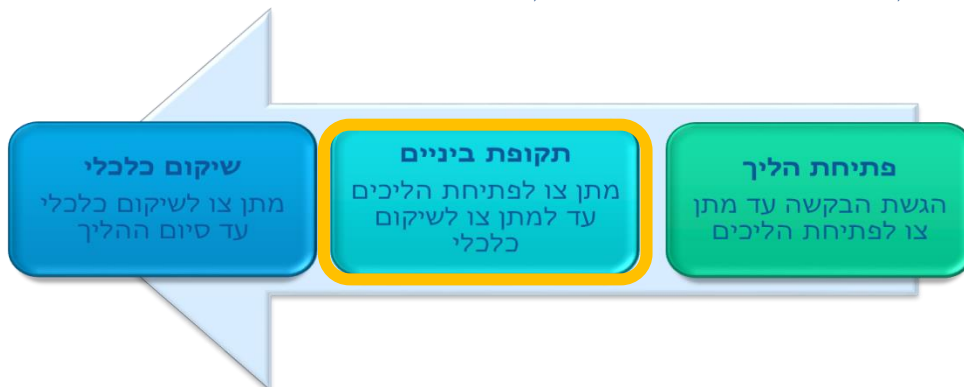 פתיחת הליך
הגשת הבקשה עד מתן
צו לפתיחת הליכים
תקופת ביניים
מתן צו לפתיחת הליכים
עד למתן צו לשיקום
כלכלי
שיקום כלכלי
מתן צו לשיקום כלכלי
עד סיום ההליך